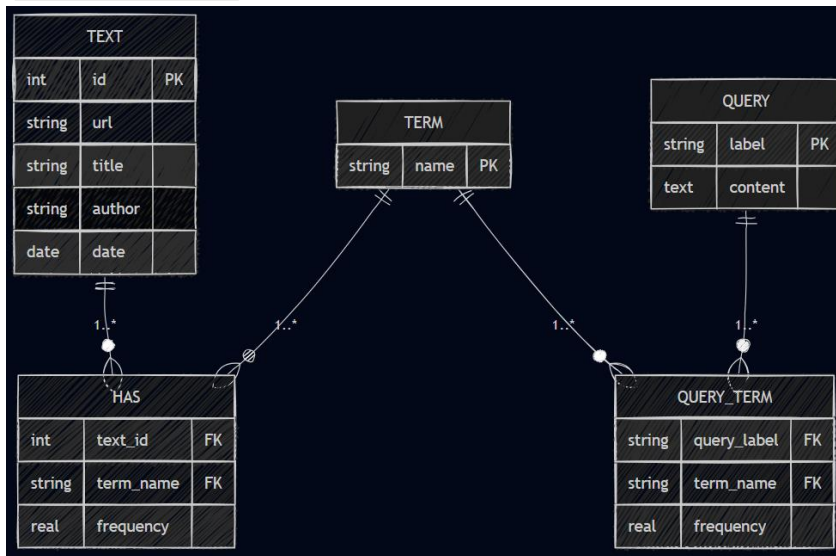 TEXT
int id PK
string url
string title
string author
date date
TERM
string name PK
QUERY
string label PK
text content
1..*
1..*
1..*
1..*
HAS
int text_id FK
string term_name FK
real frequency
QUERY_TERM
string query_label FK
string term_name FK
real frequency